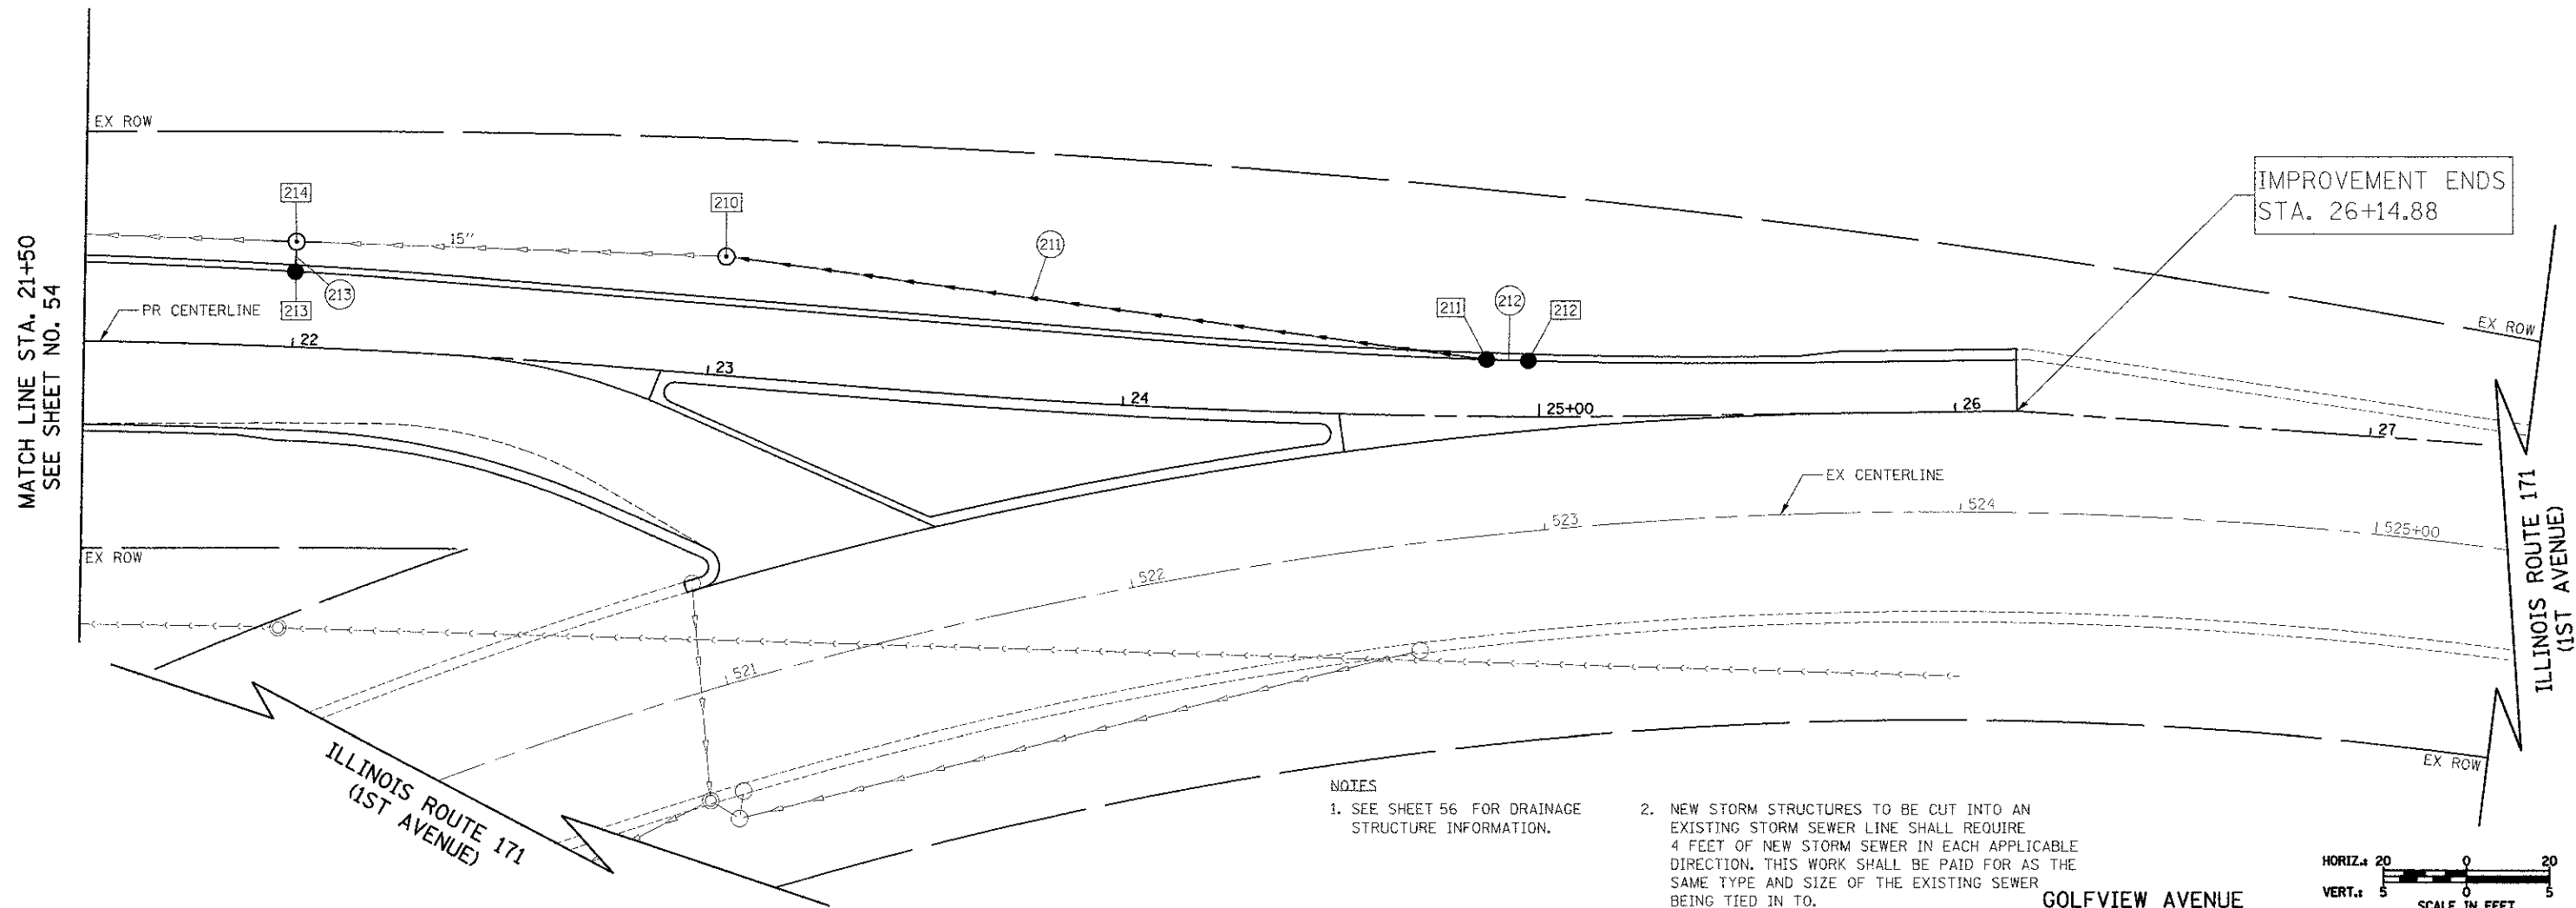 EX ROW
214
210
15"
211
IMPROVEMENT ENDS
STA. 26+14.88
MATCH LINE STA. 21+50
SEE SHEET NO. 54
PR CENTERLINE
213
213
22
23
24
25+00
26
27
211
212
212
EX ROW
EX CENTERLINE
521
522
523
524
525+00
EX ROW
ILLINOIS ROUTE 171
(1ST AVENUE)
ILLINOIS ROUTE 171
(1ST AVENUE)
EX ROW
NOTES
1. SEE SHEET 56 FOR DRAINAGE
STRUCTURE INFORMATION.
2. NEW STORM STRUCTURES TO BE CUT INTO AN
EXISTING STORM SEWER LINE SHALL REQUIRE
4 FEET OF NEW STORM SEWER IN EACH APPLICABLE
DIRECTION. THIS WORK SHALL BE PAID FOR AS THE
SAME TYPE AND SIZE OF THE EXISTING SEWER
BEING TIED IN TO.
GOLFVIEW AVENUE
HORIZ.: 20 0 20
VERT.: 5 0 5
SCALE IN FEET